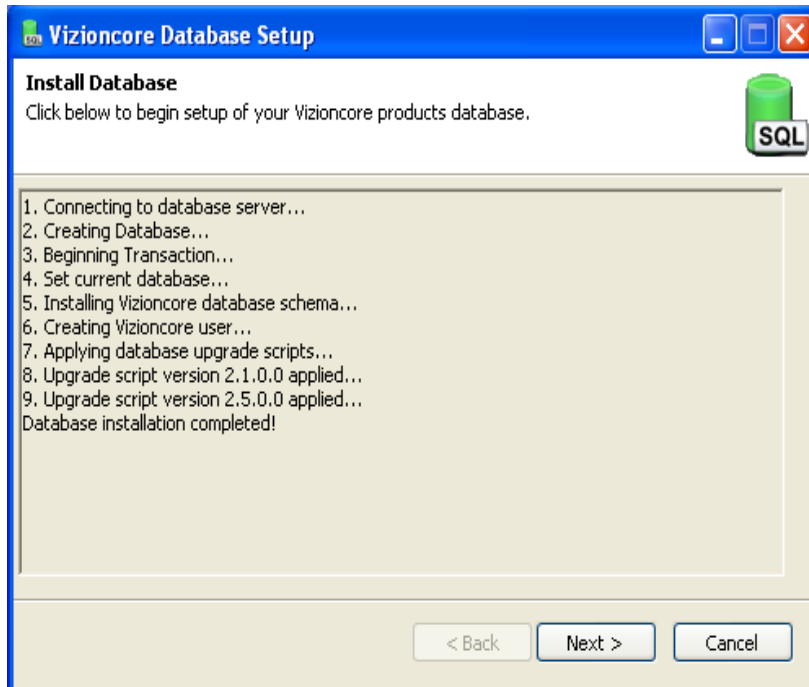 Vizioncore Database Setup
Install Database
Click below to begin setup of your Vizioncore products database.
SQL
1. Connecting to database server...
2. Creating Database...
3. Beginning Transaction...
4. Set current database...
5. Installing Vizioncore database schema...
6. Creating Vizioncore user...
7. Applying database upgrade scripts...
8. Upgrade script version 2.1.0.0 applied...
9. Upgrade script version 2.5.0.0 applied...
Database installation completed!
< Back Next > Cancel